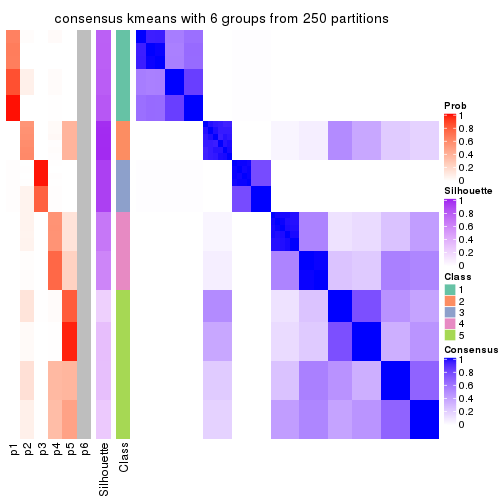 consensus kmeans with 6 groups from 250 partitions
Prob
1
0.8
0.6
0.4
0.2
0
Silhouette
1
0.8
0.6
0.4
0.2
0
Class
1
2
3
4
5
Consensus
1
0.8
0.6
0.4
0.2
0
p1
p2
p3
p4
p5
p6
Silhouette
Class